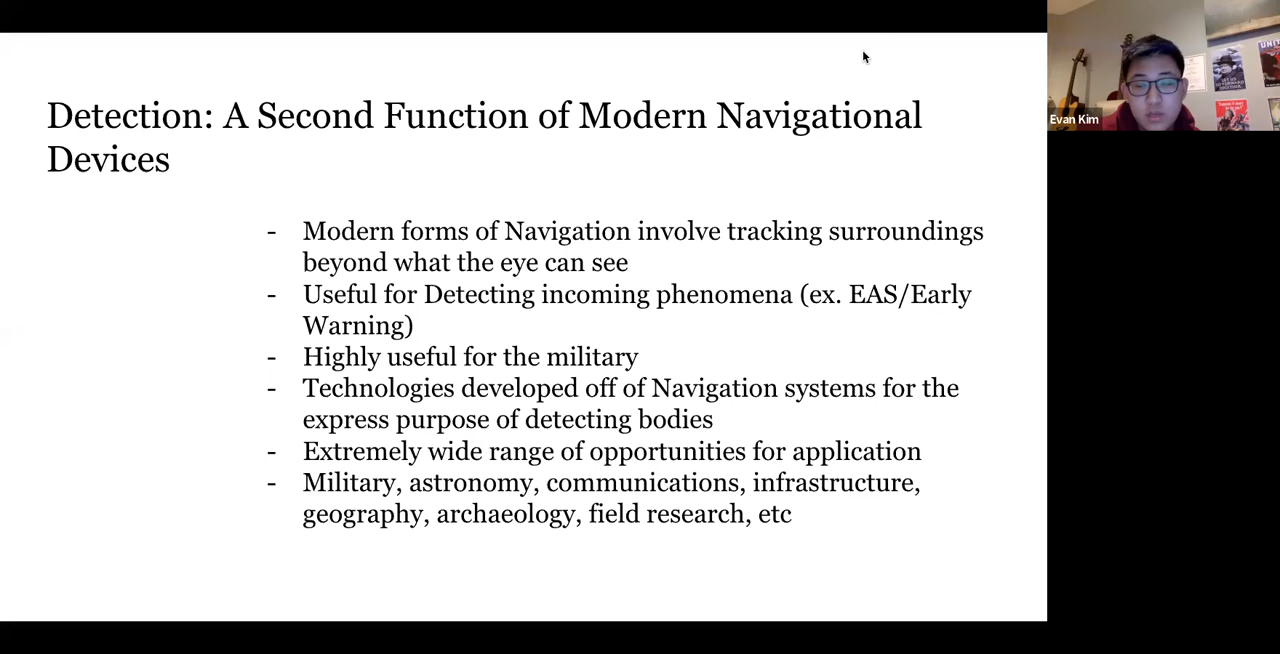 Detection: A Second Function of Modern Navigational
Devices
- Modern forms of Navigation involve tracking surroundings
beyond what the eye can see
- Useful for Detecting incoming phenomena (ex. EAS/Early
Warning)
- Highly useful for the military
- Technologies developed off of Navigation systems for the
express purpose of detecting bodies
- Extremely wide range of opportunities for application
- Military, astronomy, communications, infrastructure,
geography, archaeology, field research, etc
Evan Kim